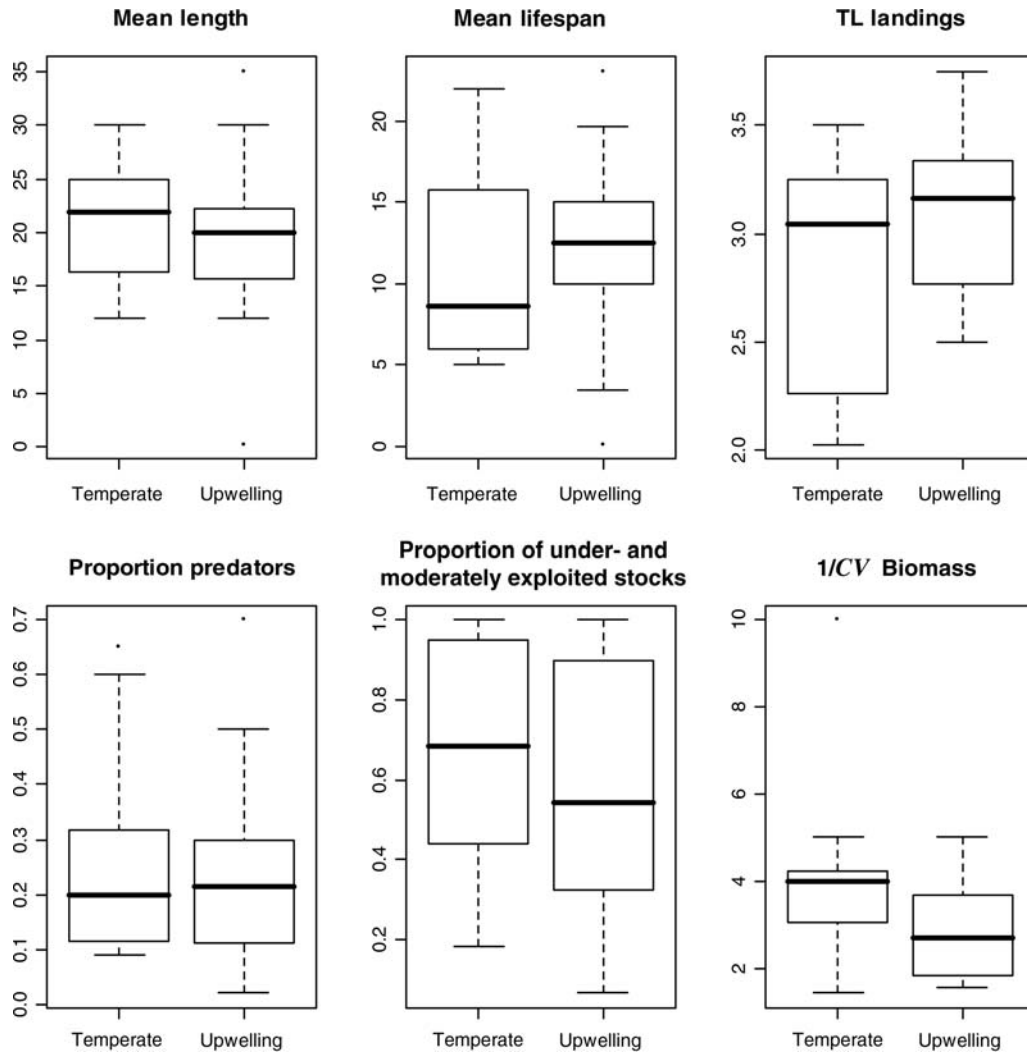 Mean length
Mean lifespan
TL landings
35
30
25
20
15
10
5
0
Temperate
Upwelling
20
15
10
5
0
Temperate
Upwelling
3.5
3.0
2.5
2.0
Temperate
Upwelling
Proportion predators
Proportion of under- and
moderately exploited stocks
1/CV Biomass
0.7
0.6
0.5
0.4
0.3
0.2
0.1
0.0
Temperate
Upwelling
1.0
0.8
0.6
0.4
0.2
Temperate
Upwelling
10
8
6
4
2
Temperate
Upwelling